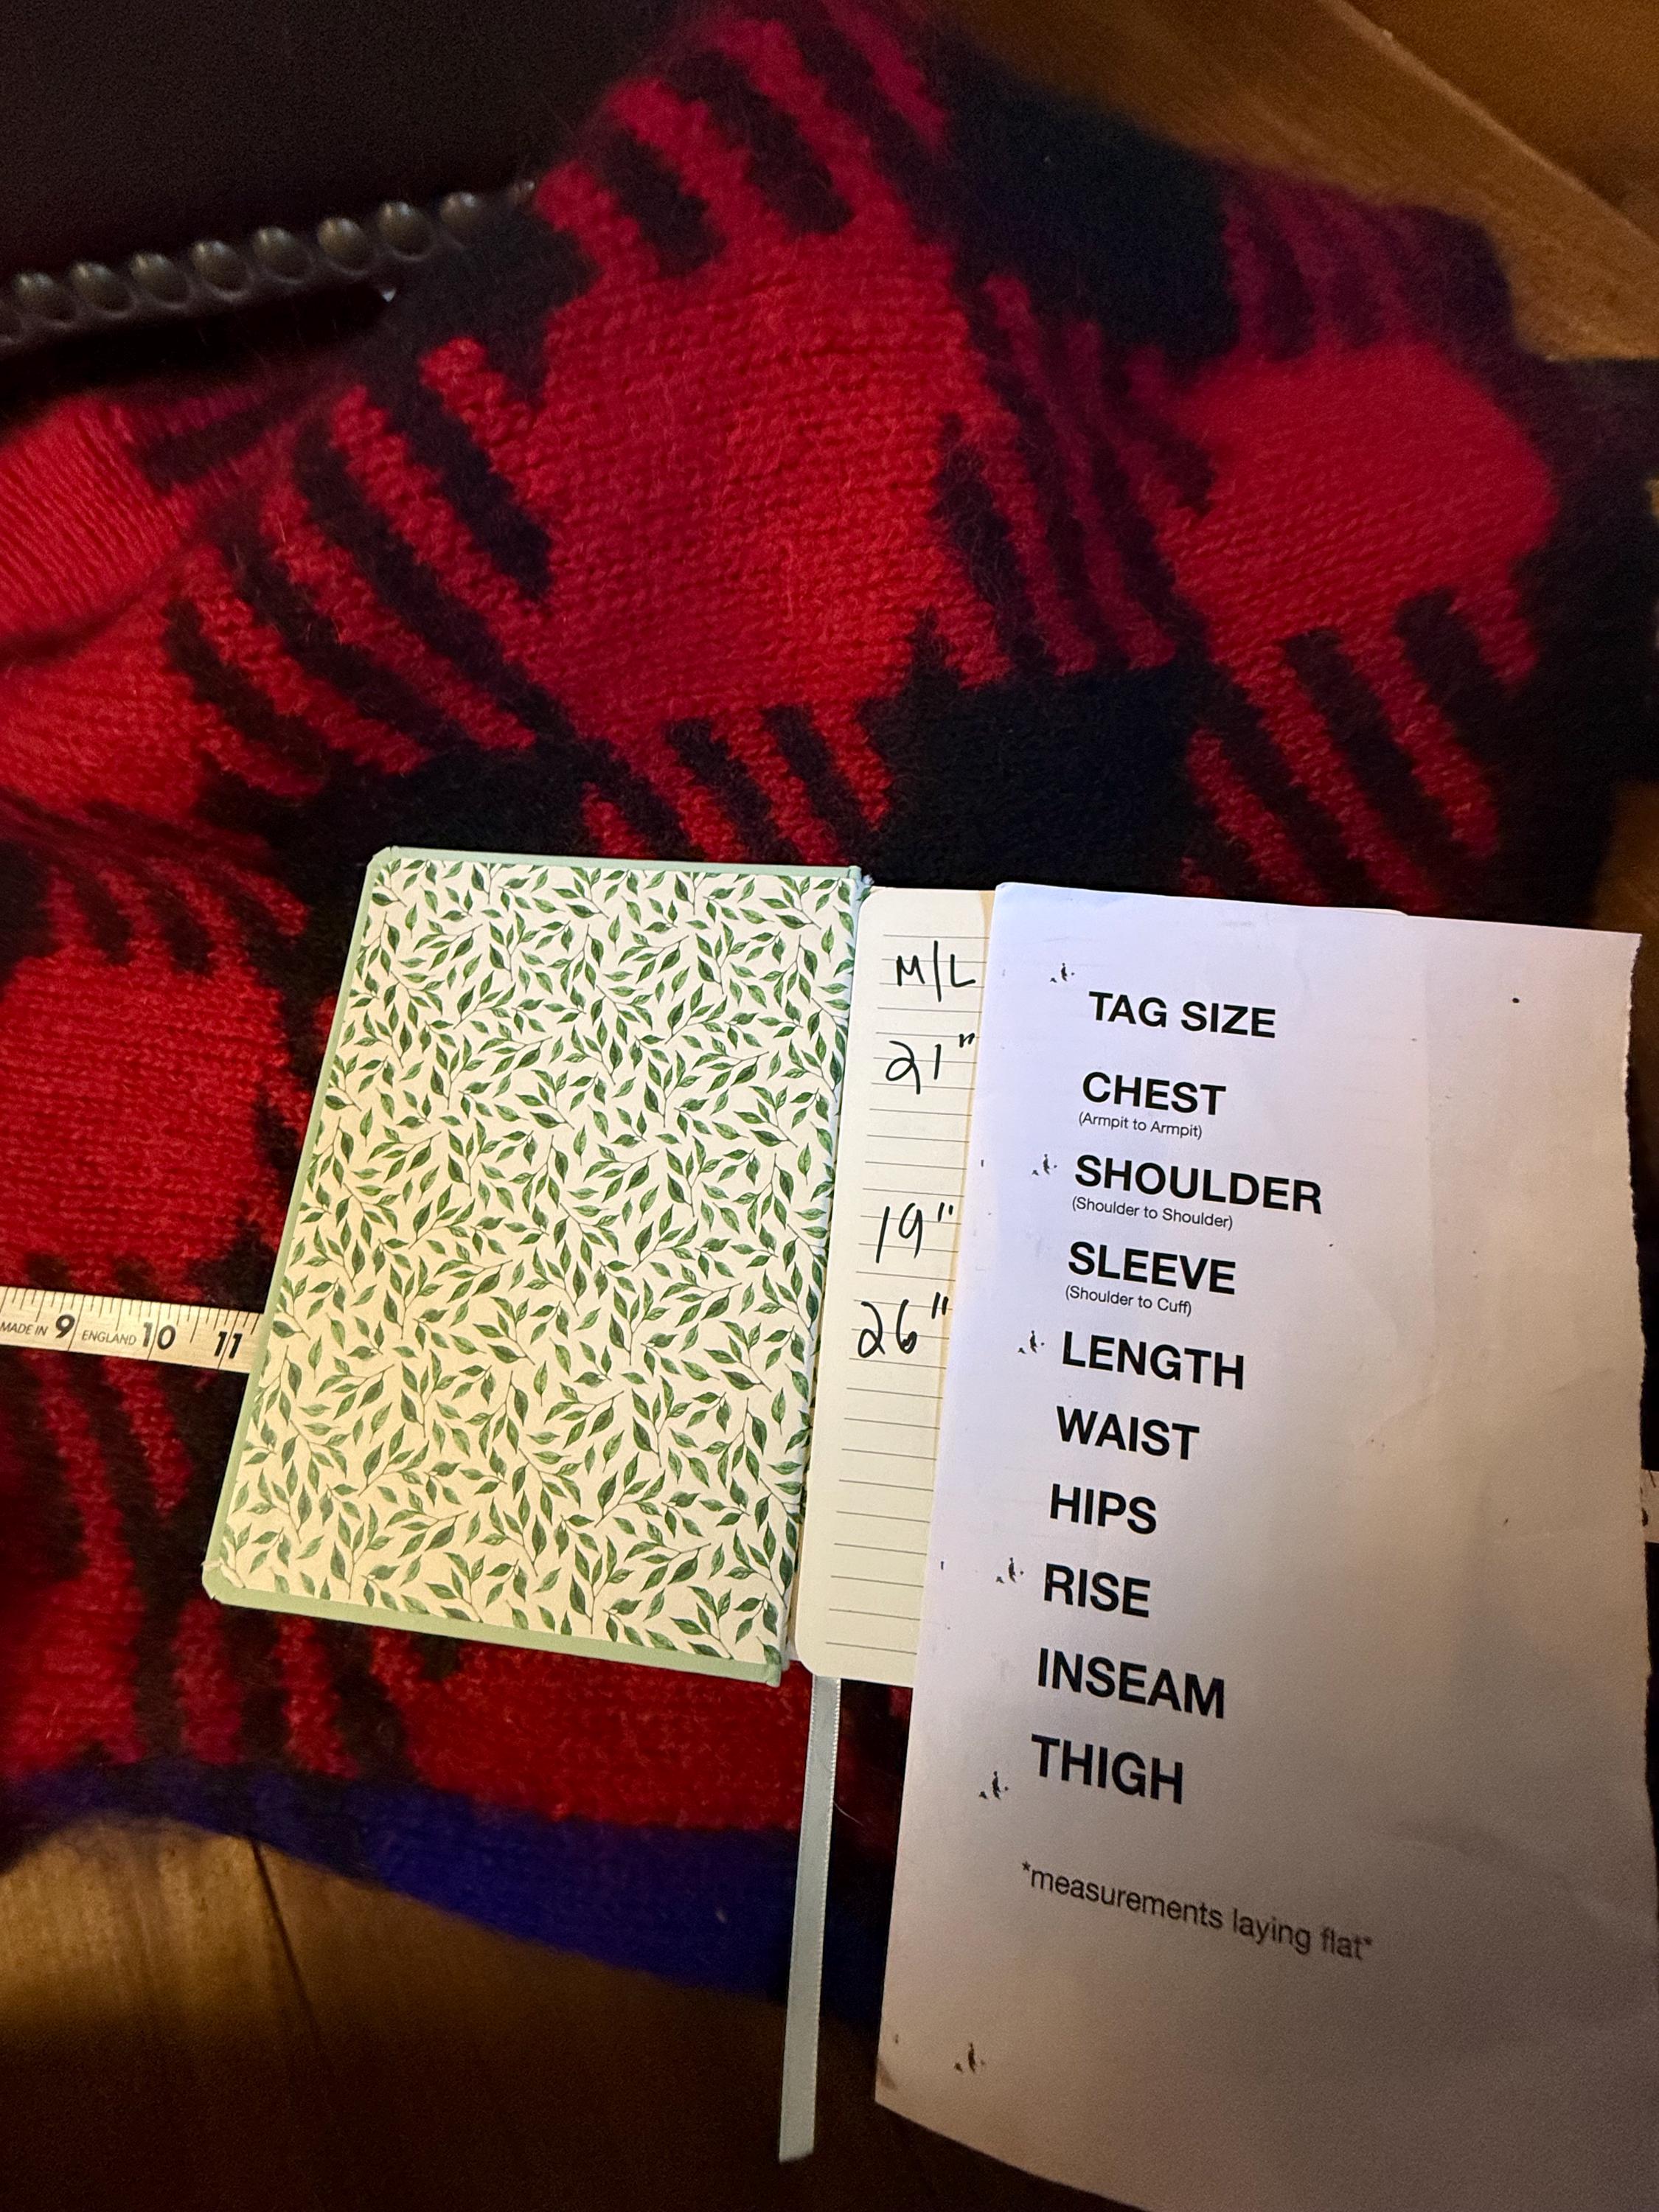 M/L
TAG SIZE
21"
CHEST
(Armpit to Armpit)
SHOULDER
(Shoulder to Shoulder)
19"
SLEEVE
(Shoulder to Cuff)
26"
LENGTH
WAIST
HIPS
RISE
INSEAM
THIGH
*measurements laying flat*
MADE IN 9 ENGLAND 10 11